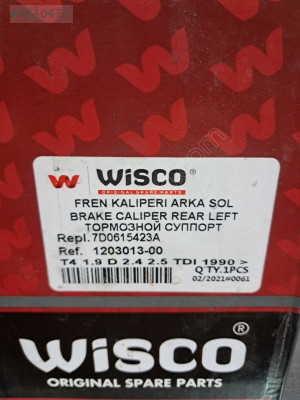 WISCO®
ORIGINAL SPARE PARTS
FREN KALIPERI ARKA SOL
BRAKE CALIPER REAR LEFT
ТОРМОЗНОЙ СУППОРТ
Repl.7D0615423A
Ref. 1203013-00
T4 1.9 D 2.4 2.5 TDI 1990 >
Q'TY.1PCS
02/2021#0061
®
WISCO
ORIGINAL SPARE PARTS